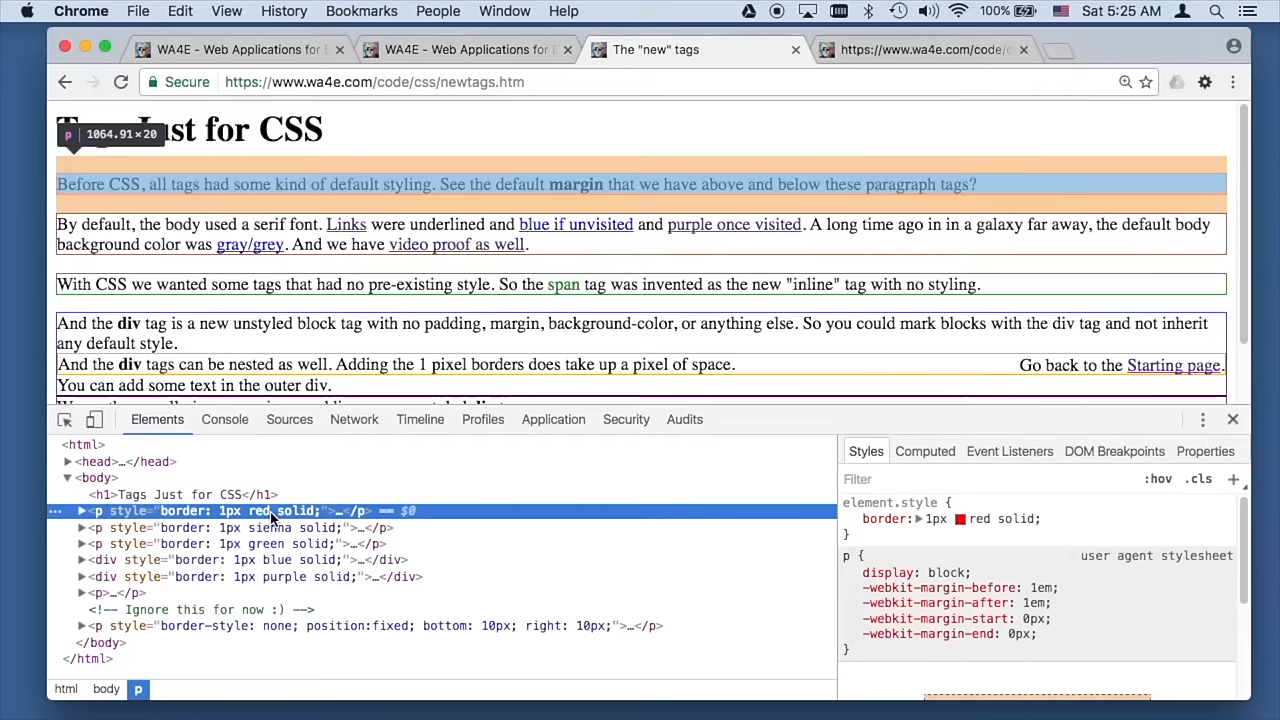 Chrome File Edit View History Bookmarks People Window Help 100% Sat 5:25 AM
WA4E - Web Applications for WA4E - Web Applications for The "new" tags https://www.wa4e.com/code/
Secure https://www.wa4e.com/code/css/newtags.htm
Just for CSS
p 1064.91×20
Before CSS, all tags had some kind of default styling. See the default margin that we have above and below these paragraph tags?
By default, the body used a serif font. Links were underlined and blue if unvisited and purple once visited. A long time ago in in a galaxy far away, the default body
background color was gray/grey. And we have video proof as well.
With CSS we wanted some tags that had no pre-existing style. So the span tag was invented as the new "inline" tag with no styling.
And the div tag is a new unstyled block tag with no padding, margin, background-color, or anything else. So you could mark blocks with the div tag and not inherit
any default style.
And the div tags can be nested as well. Adding the 1 pixel borders does take up a pixel of space. Go back to the Starting page.
You can add some text in the outer div.
Elements Console Sources Network Timeline Profiles Application Security Audits
<html>
<head>…</head>
<body>
<h1>Tags Just for CSS</h1>
<p style="border: 1px red solid;">…</p> == $0
<p style="border: 1px sienna solid;">…</p>
<p style="border: 1px green solid;">…</p>
<div style="border: 1px blue solid;">…</div>
<div style="border: 1px purple solid;">…</div>
<p>…</p>
<!-- Ignore this for now :) -->
<p style="border-style: none; position:fixed; bottom: 10px; right: 10px;">…</p>
</body>
</html>
html body p
Styles Computed Event Listeners DOM Breakpoints Properties
Filter :hov .cls +
element.style {
border: 1px red solid;
}
p { user agent stylesheet
display: block;
-webkit-margin-before: 1em;
-webkit-margin-after: 1em;
-webkit-margin-start: 0px;
-webkit-margin-end: 0px;
}